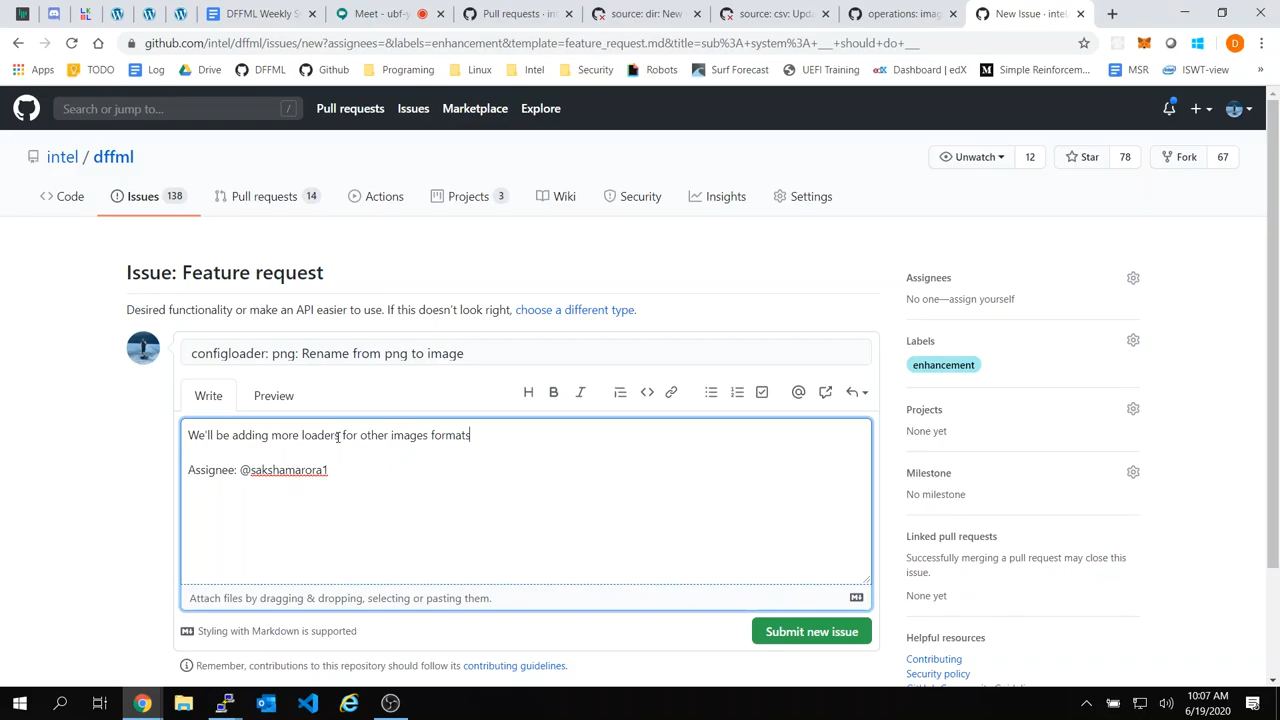 DFFML Weekly S
Meet - ubf-y
Pull requests · in
source: dir: New
source: csv: Upda
operations: imag
New Issue · intel/
github.com/intel/dffml/issues/new?assignees=&labels=enhancement&template=feature_request.md&title=sub%3A+system%3A+___+should+do+___
Apps TODO Log Drive DFFML Github Programming Linux Intel Security Robots Surf Forecast UEFI Training Dashboard | edX Simple Reinforcem... MSR ISWT-view »
Search or jump to... /
Pull requests Issues Marketplace Explore
intel / dffml
Unwatch 12 Star 78 Fork 67
Code Issues 138 Pull requests 14 Actions Projects 3 Wiki Security Insights Settings
Issue: Feature request
Desired functionality or make an API easier to use. If this doesn't look right, choose a different type.
configloader: png: Rename from png to image
Write Preview
We'll be adding more loaders for other images formats
Assignee: @sakshamarora1
Attach files by dragging & dropping, selecting or pasting them.
Styling with Markdown is supported
Submit new issue
Remember, contributions to this repository should follow its contributing guidelines.
Assignees
No one—assign yourself
Labels
enhancement
Projects
None yet
Milestone
No milestone
Linked pull requests
Successfully merging a pull request may close this
issue.
None yet
Helpful resources
Contributing
Security policy
10:07 AM
6/19/2020